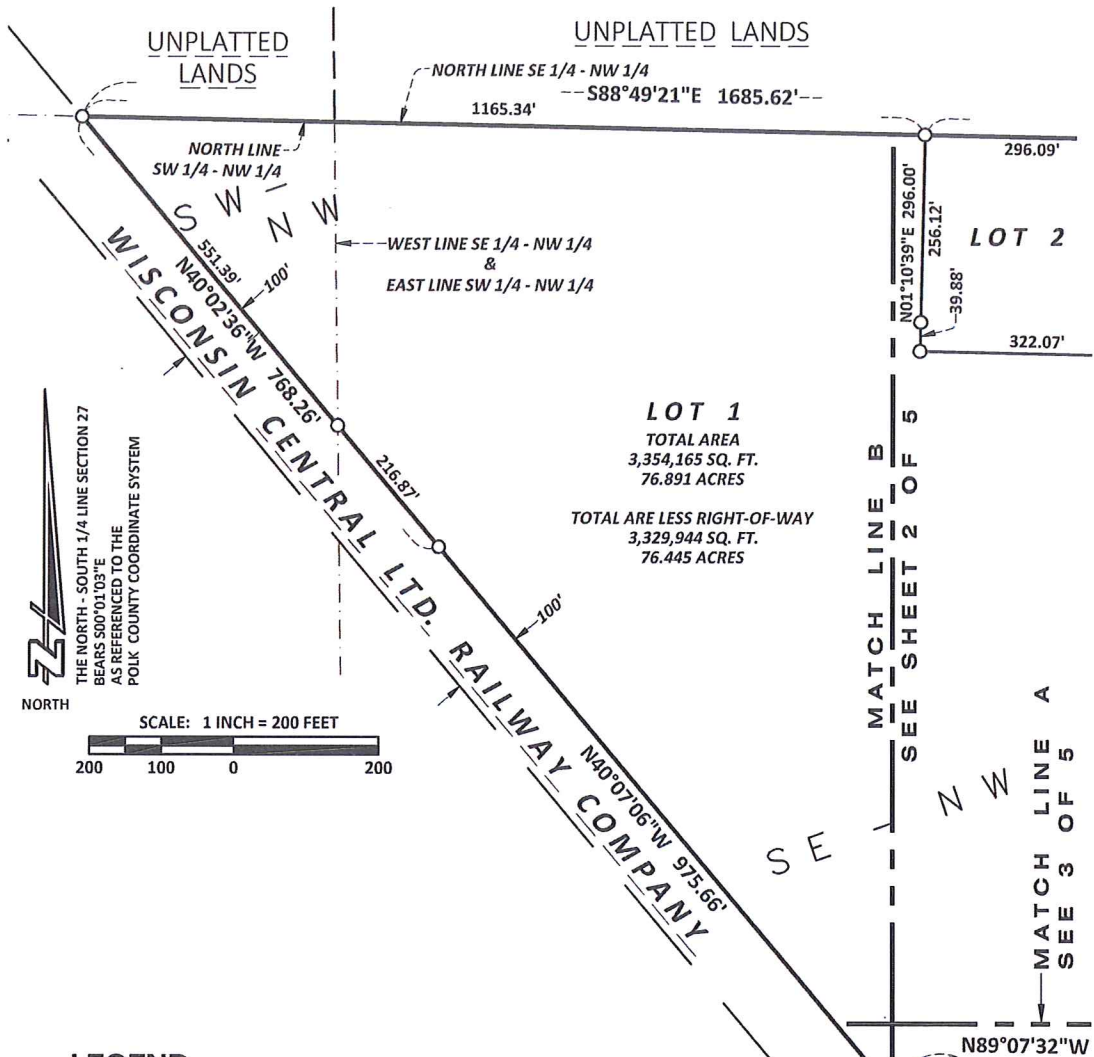 UNPLATTED
LANDS
UNPLATTED LANDS
NORTH LINE SE 1/4 - NW 1/4
S88°49'21"E 1685.62'
1165.34'
296.09'
NORTH LINE
SW 1/4 - NW 1/4
SW - NW
WEST LINE SE 1/4 - NW 1/4
&
EAST LINE SW 1/4 - NW 1/4
551.39'
100'
N40°02'36"W 768.26'
216.87'
WISCONSIN CENTRAL LTD. RAILWAY COMPANY
N01°10'39"E 296.00'
256.12'
39.88'
LOT 2
322.07'
LOT 1
TOTAL AREA
3,354,165 SQ. FT.
76.891 ACRES
TOTAL ARE LESS RIGHT-OF-WAY
3,329,944 SQ. FT.
76.445 ACRES
MATCH LINE B
SEE SHEET 2 OF 5
THE NORTH - SOUTH 1/4 LINE SECTION 27
BEARS S00°01'03"E
AS REFERENCED TO THE
POLK COUNTY COORDINATE SYSTEM
N
NORTH
SCALE: 1 INCH = 200 FEET
200 100 0 200
100'
N40°07'06"W 975.66'
SE - NW
MATCH LINE A
SEE 3 OF 5
N89°07'32"W
LEGEND